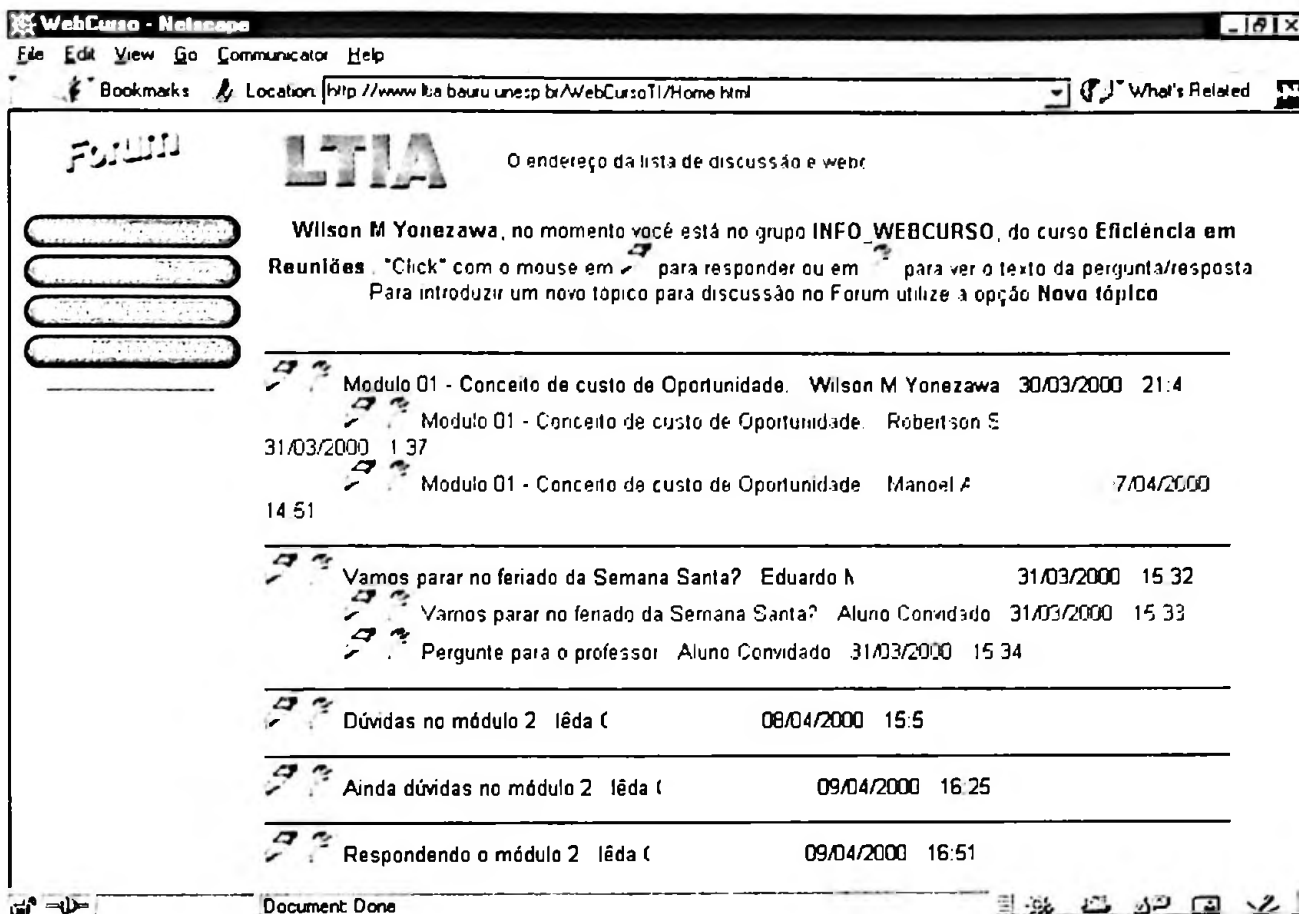 WebCurso - Netscape
File Edit View Go Communicator Help
Bookmarks Location: http://www.ltia.bauru.unesp.br/WebCursoTI/Home.html What's Related
Forum
LTIA
O endereço da lista de discussão é webc
Wilson M Yonezawa, no momento você está no grupo INFO_WEBCURSO, do curso Eficiência em
Reuniões. "Click" com o mouse em para responder ou em para ver o texto da pergunta/resposta
Para introduzir um novo tópico para discussão no Forum utilize a opção Novo tópico
Modulo 01 - Conceito de custo de Oportunidade. Wilson M Yonezawa 30/03/2000 21:4
Modulo 01 - Conceito de custo de Oportunidade. Robertson S
31/03/2000 1:37
Modulo 01 - Conceito de custo de Oportunidade Manoel A 7/04/2000
14:51
Vamos parar no feriado da Semana Santa? Eduardo M 31/03/2000 15:32
Vamos parar no feriado da Semana Santa? Aluno Convidado 31/03/2000 15:33
Pergunte para o professor Aluno Convidado 31/03/2000 15:34
Dúvidas no módulo 2 Iêda C 08/04/2000 15:5
Ainda dúvidas no módulo 2 Iêda C 09/04/2000 16:25
Respondendo o módulo 2 Iêda C 09/04/2000 16:51
Document: Done